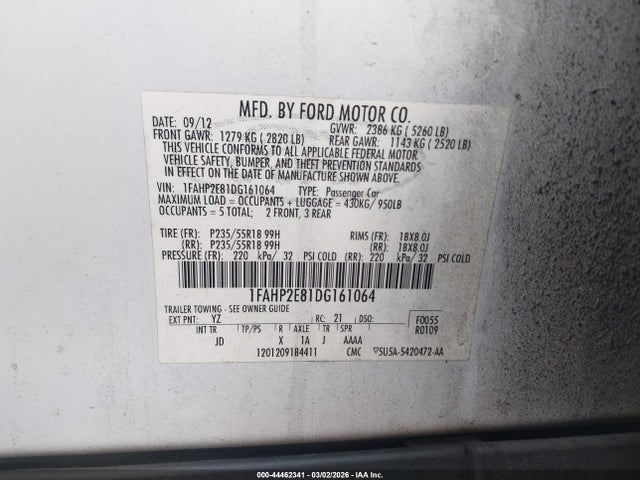 MFD. BY FORD MOTOR CO.
DATE: 09/12 GVWR: 2386 KG ( 5260 LB)
FRONT GAWR: 1279 KG ( 2820 LB) REAR GAWR: 1143 KG ( 2520 LB)
THIS VEHICLE CONFORMS TO ALL APPLICABLE FEDERAL MOTOR
VEHICLE SAFETY, BUMPER, AND THEFT PREVENTION STANDARDS
IN EFFECT ON THE DATE OF MANUFACTURE SHOWN ABOVE.
VIN: 1FAHP2E81DG161064 TYPE: Passenger Car
MAXIMUM LOAD = OCCUPANTS + LUGGAGE = 430KG/ 950LB
OCCUPANTS = 5 TOTAL; 2 FRONT, 3 REAR
TIRE (FR): P235/55R18 99H RIMS (FR): 18X8.0J
(RR): P235/55R18 99H (RR): 18X8.0J
PRESSURE (FR): 220 kPa/ 32 PSI COLD (RR): 220 kPa/ 32 PSI COLD
1FAHP2E81DG161064
TRAILER TOWING - SEE OWNER GUIDE
EXT PNT: YZ RC: 21 DSO: F0055
INT TR TP/PS R AXLE TR SPR R0109
JD X 1A J AAAA
1201209184411 CMC 5U5A-5420472-AA
000-44462341 | 03/02/2026 | IAA Inc.